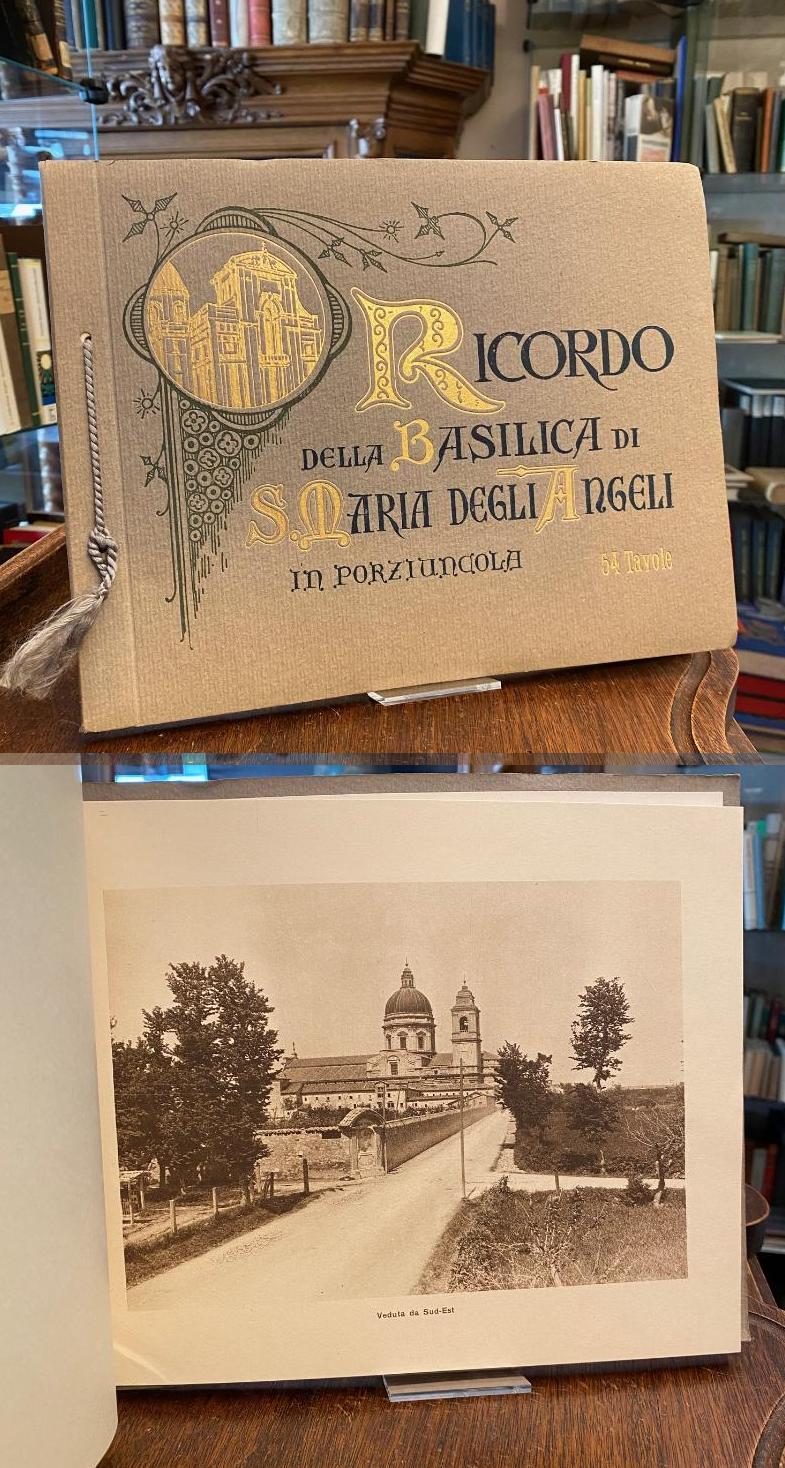 RICORDO
DELLA BASILICA DI
S. MARIA DEGLI ANGELI
IN PORZIUNCOLA 54 Tavole
Veduta da Sud-Est